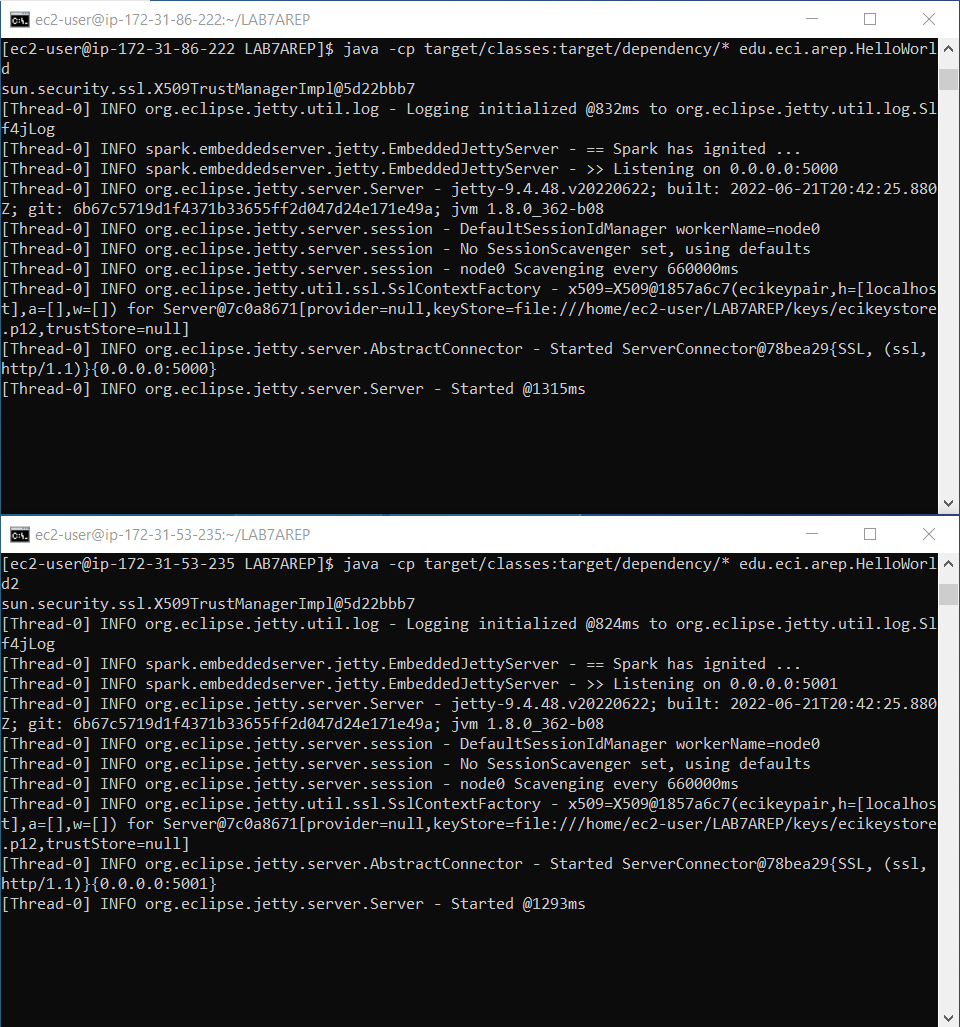 ec2-user@ip-172-31-86-222:~/LAB7AREP
[ec2-user@ip-172-31-86-222 LAB7AREP]$ java -cp target/classes:target/dependency/* edu.eci.arep.HelloWorl
d
sun.security.ssl.X509TrustManagerImpl@5d22bbb7
[Thread-0] INFO org.eclipse.jetty.util.log - Logging initialized @832ms to org.eclipse.jetty.util.log.Sl
f4jLog
[Thread-0] INFO spark.embeddedserver.jetty.EmbeddedJettyServer - == Spark has ignited ...
[Thread-0] INFO spark.embeddedserver.jetty.EmbeddedJettyServer - >> Listening on 0.0.0.0:5000
[Thread-0] INFO org.eclipse.jetty.server.Server - jetty-9.4.48.v20220622; built: 2022-06-21T20:42:25.880
Z; git: 6b67c5719d1f4371b33655ff2d047d24e171e49a; jvm 1.8.0_362-b08
[Thread-0] INFO org.eclipse.jetty.server.session - DefaultSessionIdManager workerName=node0
[Thread-0] INFO org.eclipse.jetty.server.session - No SessionScavenger set, using defaults
[Thread-0] INFO org.eclipse.jetty.server.session - node0 Scavenging every 660000ms
[Thread-0] INFO org.eclipse.jetty.util.ssl.SslContextFactory - x509=X509@1857a6c7(ecikeypair,h=[localhos
t],a=[],w=[]) for Server@7c0a8671[provider=null,keyStore=file:///home/ec2-user/LAB7AREP/keys/ecikeystore
.p12,trustStore=null]
[Thread-0] INFO org.eclipse.jetty.server.AbstractConnector - Started ServerConnector@78bea29{SSL, (ssl,
http/1.1)}{0.0.0.0:5000}
[Thread-0] INFO org.eclipse.jetty.server.Server - Started @1315ms
ec2-user@ip-172-31-53-235:~/LAB7AREP
[ec2-user@ip-172-31-53-235 LAB7AREP]$ java -cp target/classes:target/dependency/* edu.eci.arep.HelloWorl
d2
sun.security.ssl.X509TrustManagerImpl@5d22bbb7
[Thread-0] INFO org.eclipse.jetty.util.log - Logging initialized @824ms to org.eclipse.jetty.util.log.Sl
f4jLog
[Thread-0] INFO spark.embeddedserver.jetty.EmbeddedJettyServer - == Spark has ignited ...
[Thread-0] INFO spark.embeddedserver.jetty.EmbeddedJettyServer - >> Listening on 0.0.0.0:5001
[Thread-0] INFO org.eclipse.jetty.server.Server - jetty-9.4.48.v20220622; built: 2022-06-21T20:42:25.880
Z; git: 6b67c5719d1f4371b33655ff2d047d24e171e49a; jvm 1.8.0_362-b08
[Thread-0] INFO org.eclipse.jetty.server.session - DefaultSessionIdManager workerName=node0
[Thread-0] INFO org.eclipse.jetty.server.session - No SessionScavenger set, using defaults
[Thread-0] INFO org.eclipse.jetty.server.session - node0 Scavenging every 660000ms
[Thread-0] INFO org.eclipse.jetty.util.ssl.SslContextFactory - x509=X509@1857a6c7(ecikeypair,h=[localhos
t],a=[],w=[]) for Server@7c0a8671[provider=null,keyStore=file:///home/ec2-user/LAB7AREP/keys/ecikeystore
.p12,trustStore=null]
[Thread-0] INFO org.eclipse.jetty.server.AbstractConnector - Started ServerConnector@78bea29{SSL, (ssl,
http/1.1)}{0.0.0.0:5001}
[Thread-0] INFO org.eclipse.jetty.server.Server - Started @1293ms